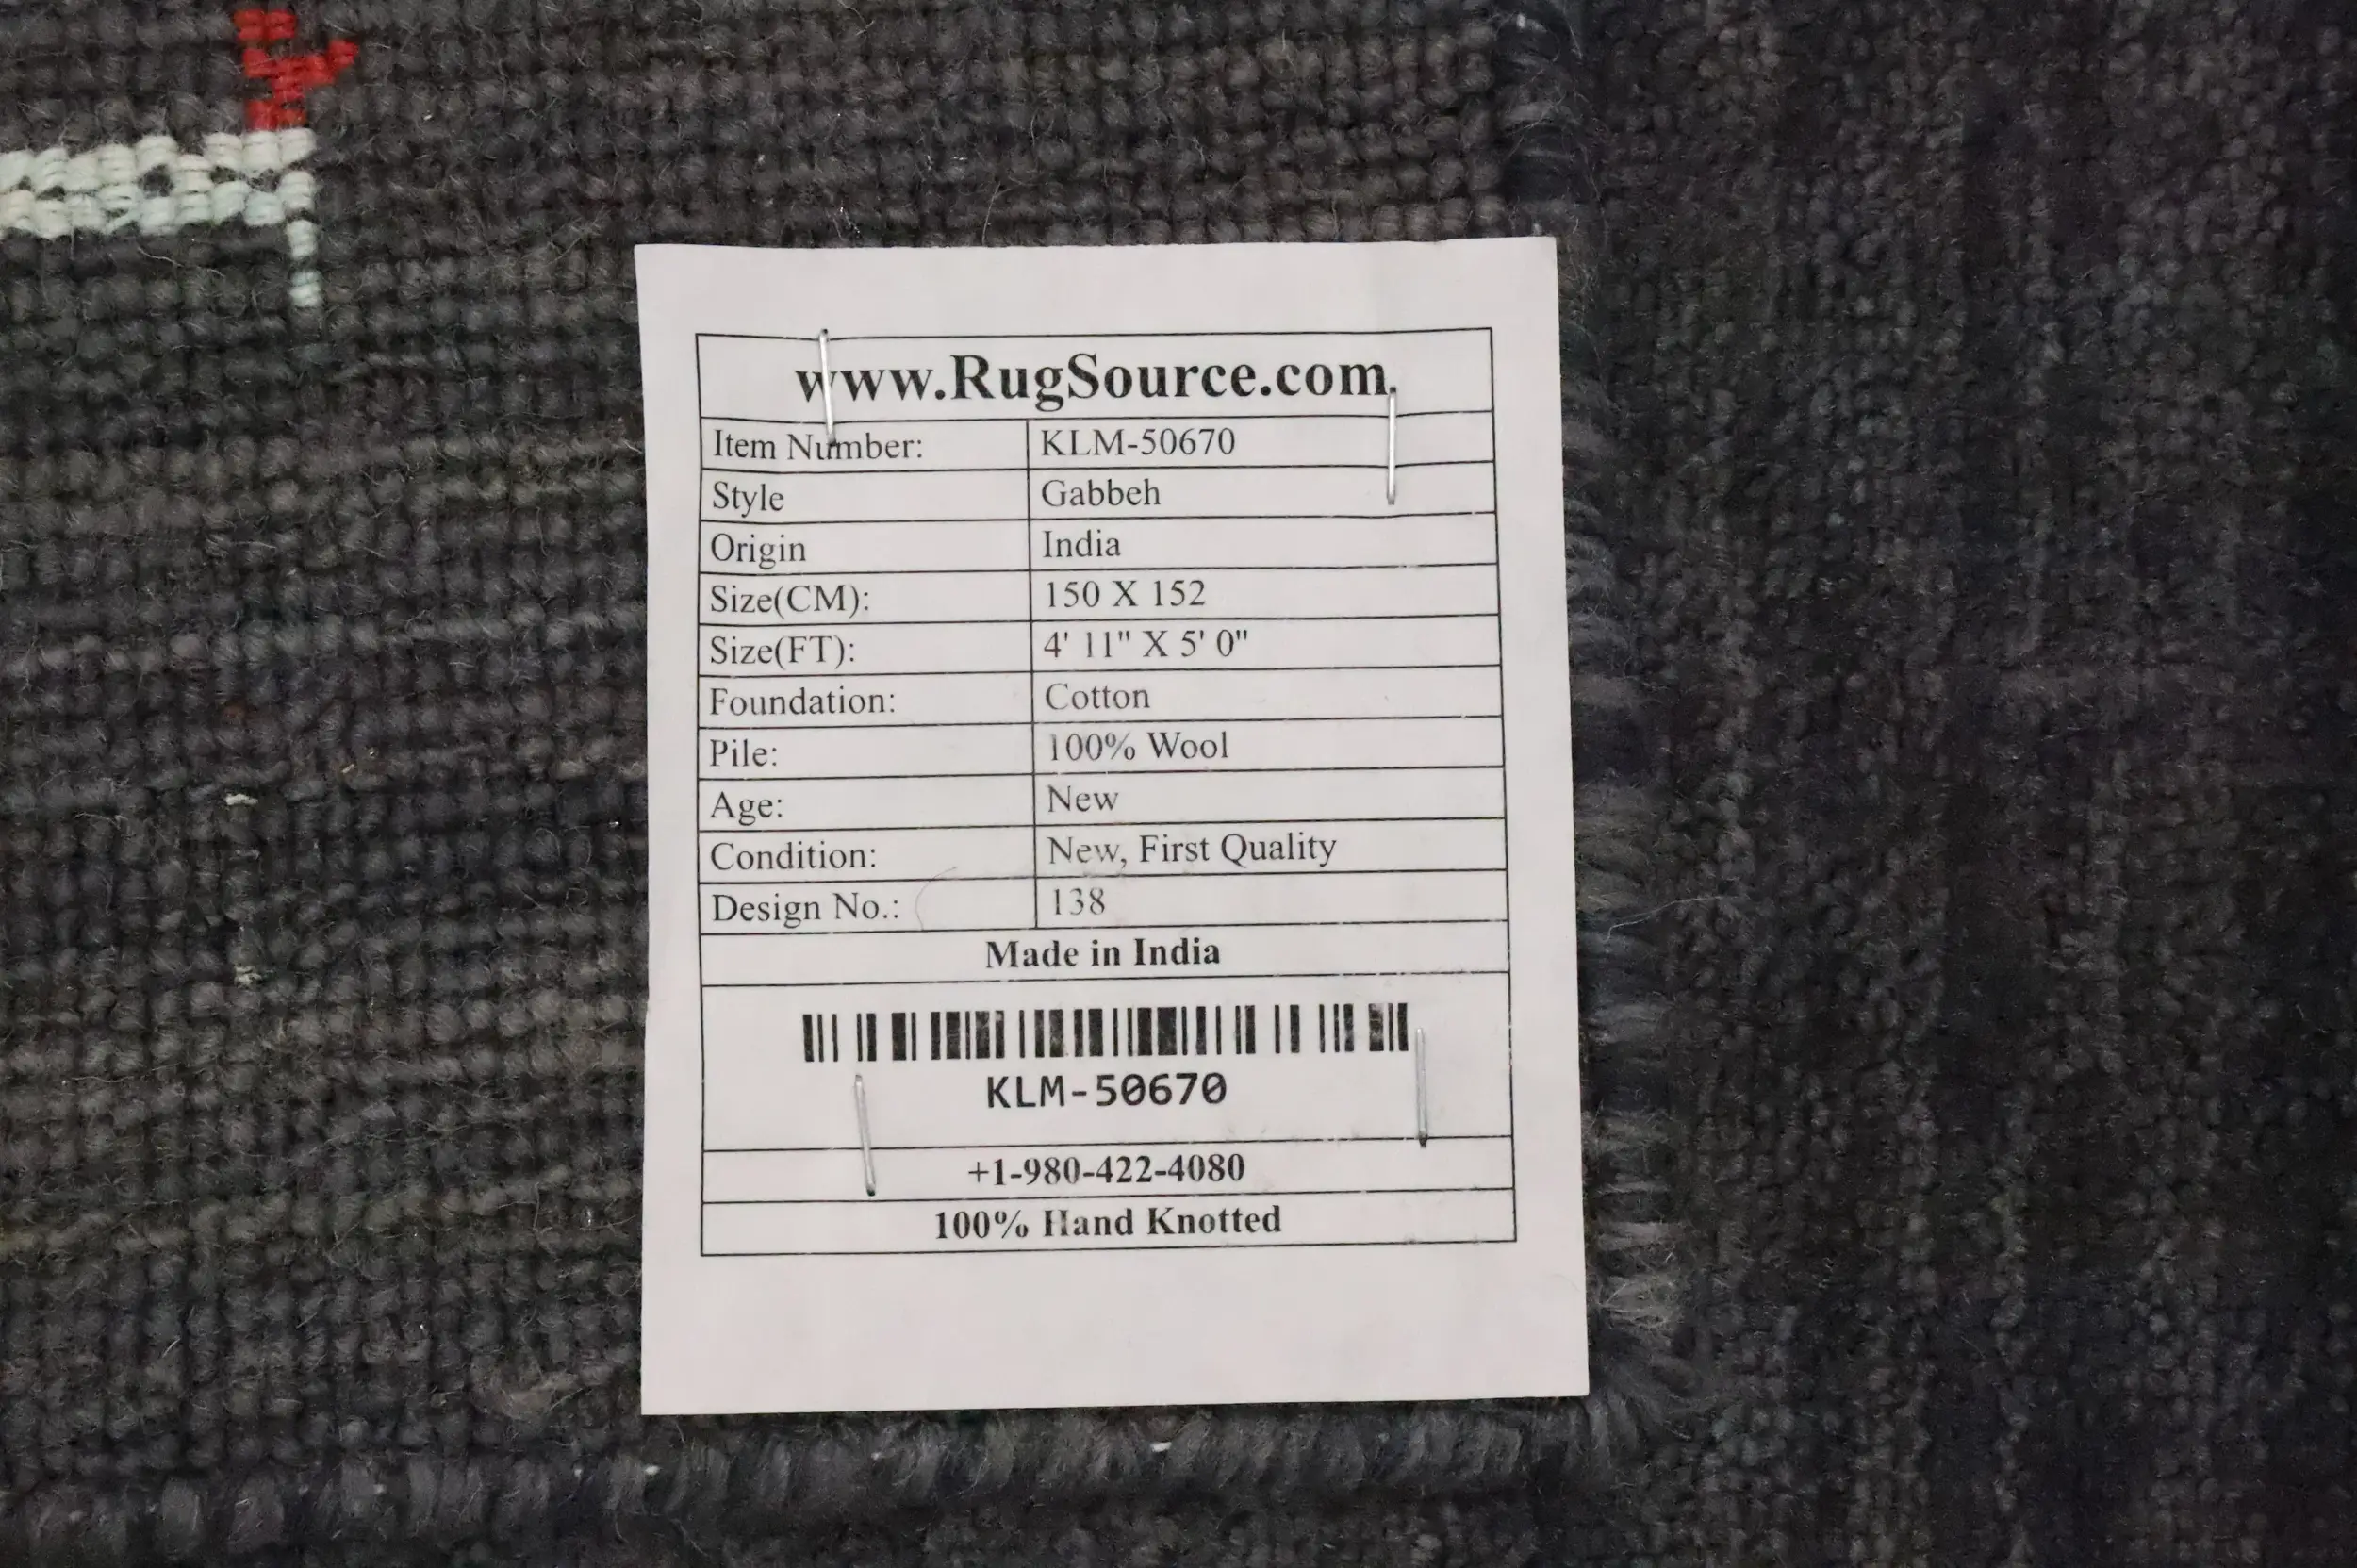 www.RugSource.com
Item Number: KLM-50670
Style Gabbeh
Origin India
Size(CM): 150 X 152
Size(FT): 4' 11" X 5' 0"
Foundation: Cotton
Pile: 100% Wool
Age: New
Condition: New, First Quality
Design No.: 138
Made in India
KLM-50670
+1-980-422-4080
100% Hand Knotted